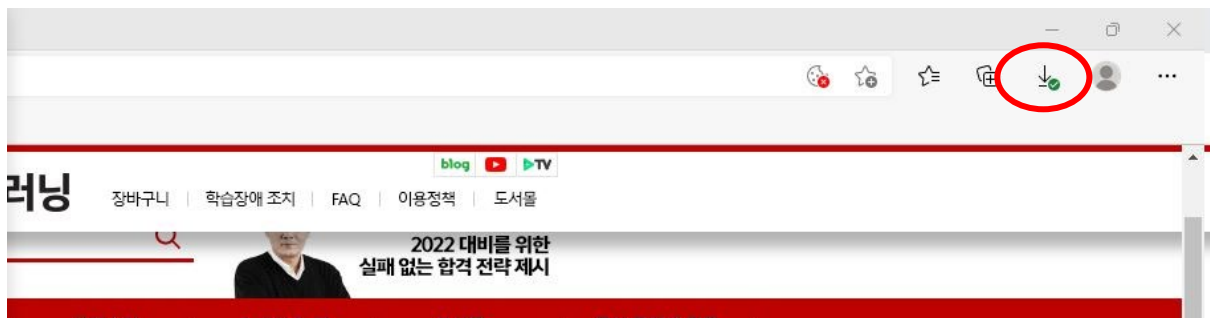 blog TV
러닝 장바구니 학습장애 조치 FAQ 이용정책 도서몰
2022 대비를 위한
실패 없는 합격 전략 제시